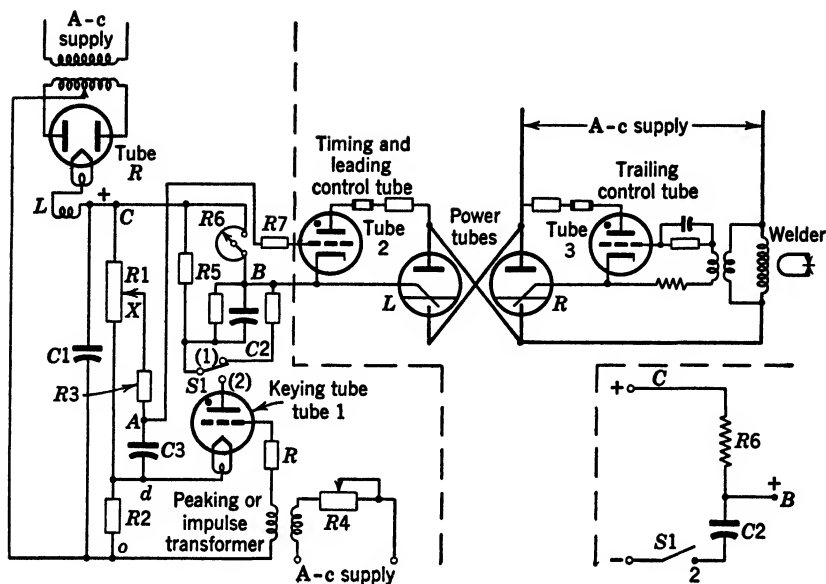 A-c
supply
Tube
R
L
+
C
R1
X
C1
R3
A
C3
d
R2
o
R5
R6
B
C2
(1)
S1
(2)
R7
Timing and
leading
control tube
Tube
2
Keying tube
tube 1
R
Peaking or
impulse
transformer
R4
A-c supply
Power
tubes
L
R
A-c supply
Trailing
control tube
Tube
3
Welder
+
C
R6
+
B
C2
-
S1
2